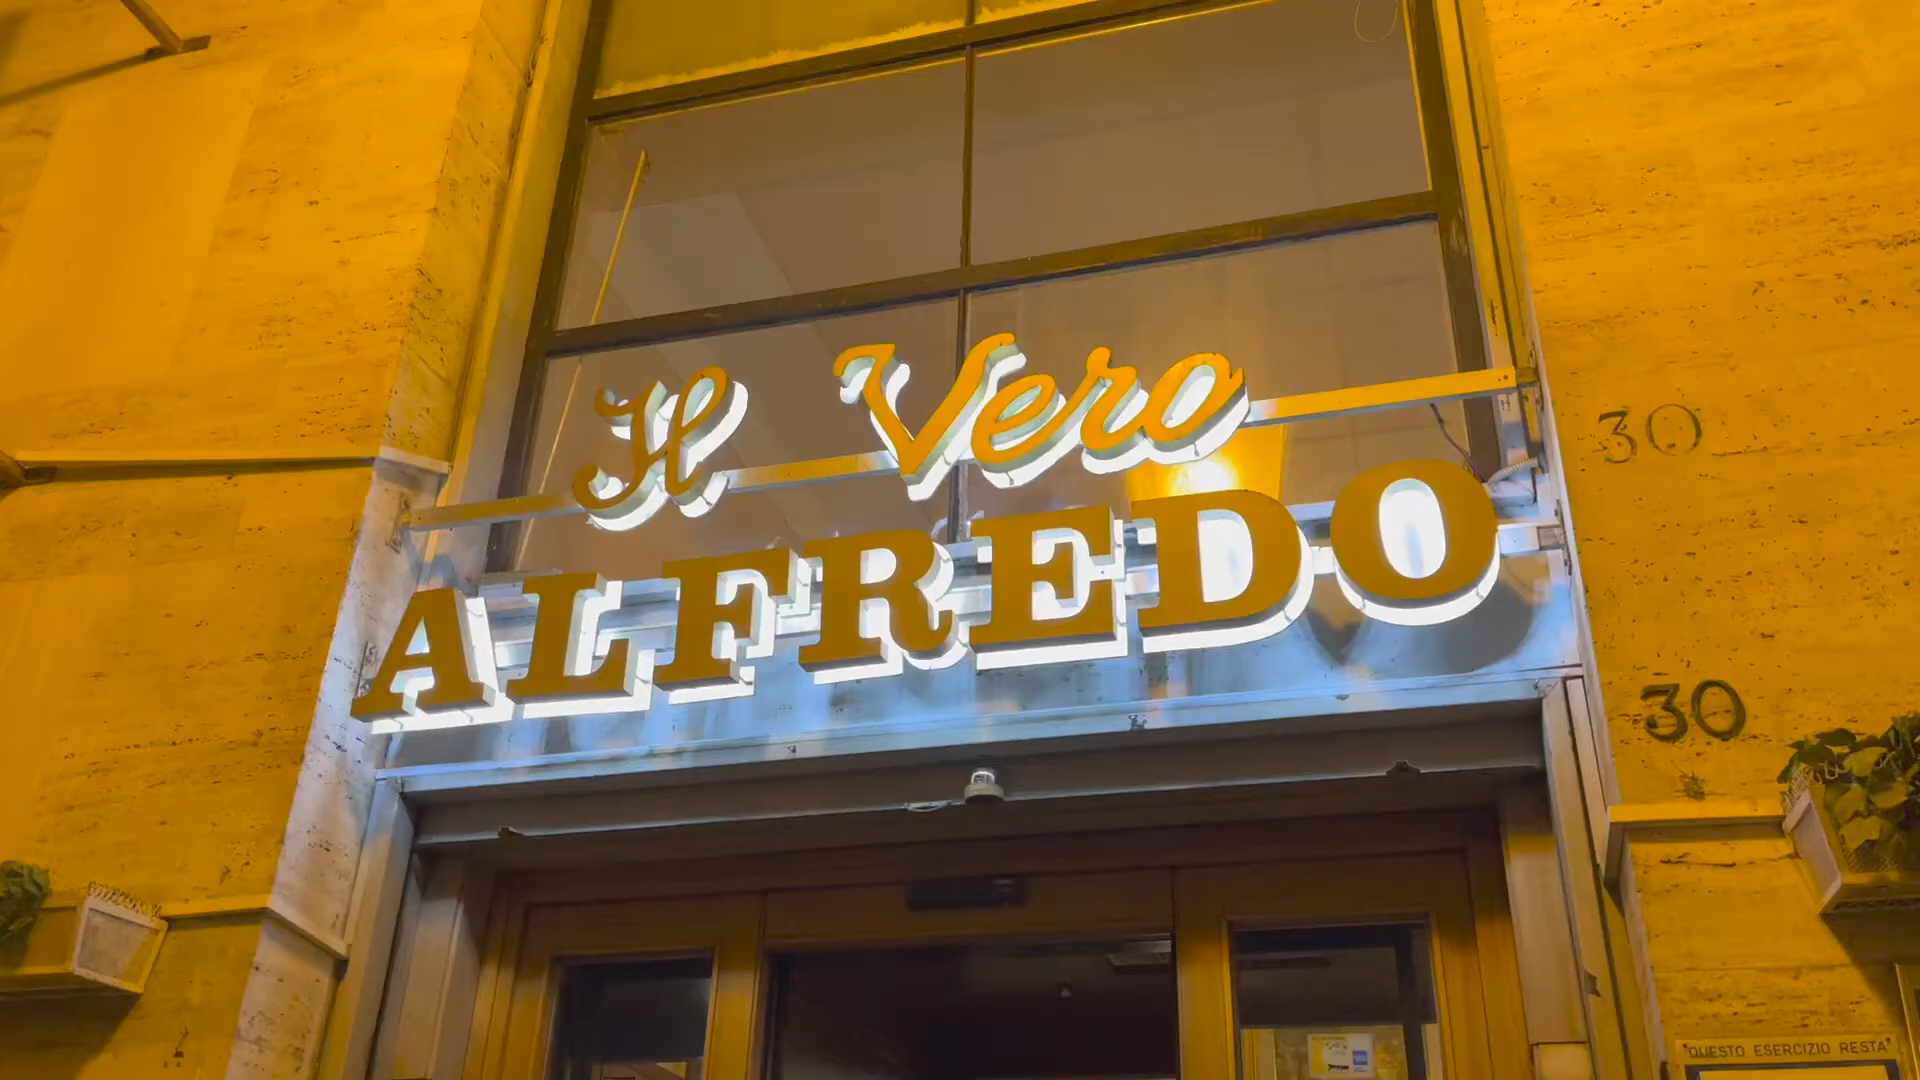 Il Vero
ALFREDO
30
30
"QUESTO ESERCIZIO RESTA"